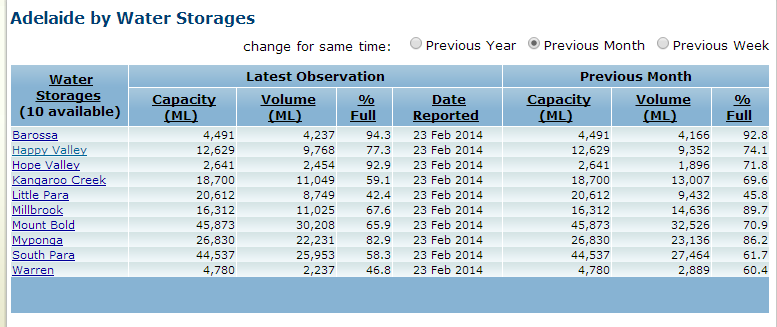 Adelaide by Water Storages
change for same time: Previous Year Previous Month Previous Week
Water Storages (10 available) Latest Observation Previous Month
Capacity (ML) Volume (ML) % Full Date Reported Capacity (ML) Volume (ML) % Full
Barossa 4,491 4,237 94.3 23 Feb 2014 4,491 4,166 92.8
Happy Valley 12,629 9,768 77.3 23 Feb 2014 12,629 9,352 74.1
Hope Valley 2,641 2,454 92.9 23 Feb 2014 2,641 1,896 71.8
Kangaroo Creek 18,700 11,049 59.1 23 Feb 2014 18,700 13,007 69.6
Little Para 20,612 8,749 42.4 23 Feb 2014 20,612 9,432 45.8
Millbrook 16,312 11,025 67.6 23 Feb 2014 16,312 14,636 89.7
Mount Bold 45,873 30,208 65.9 23 Feb 2014 45,873 32,526 70.9
Myponga 26,830 22,231 82.9 23 Feb 2014 26,830 23,136 86.2
South Para 44,537 25,953 58.3 23 Feb 2014 44,537 27,464 61.7
Warren 4,780 2,237 46.8 23 Feb 2014 4,780 2,889 60.4